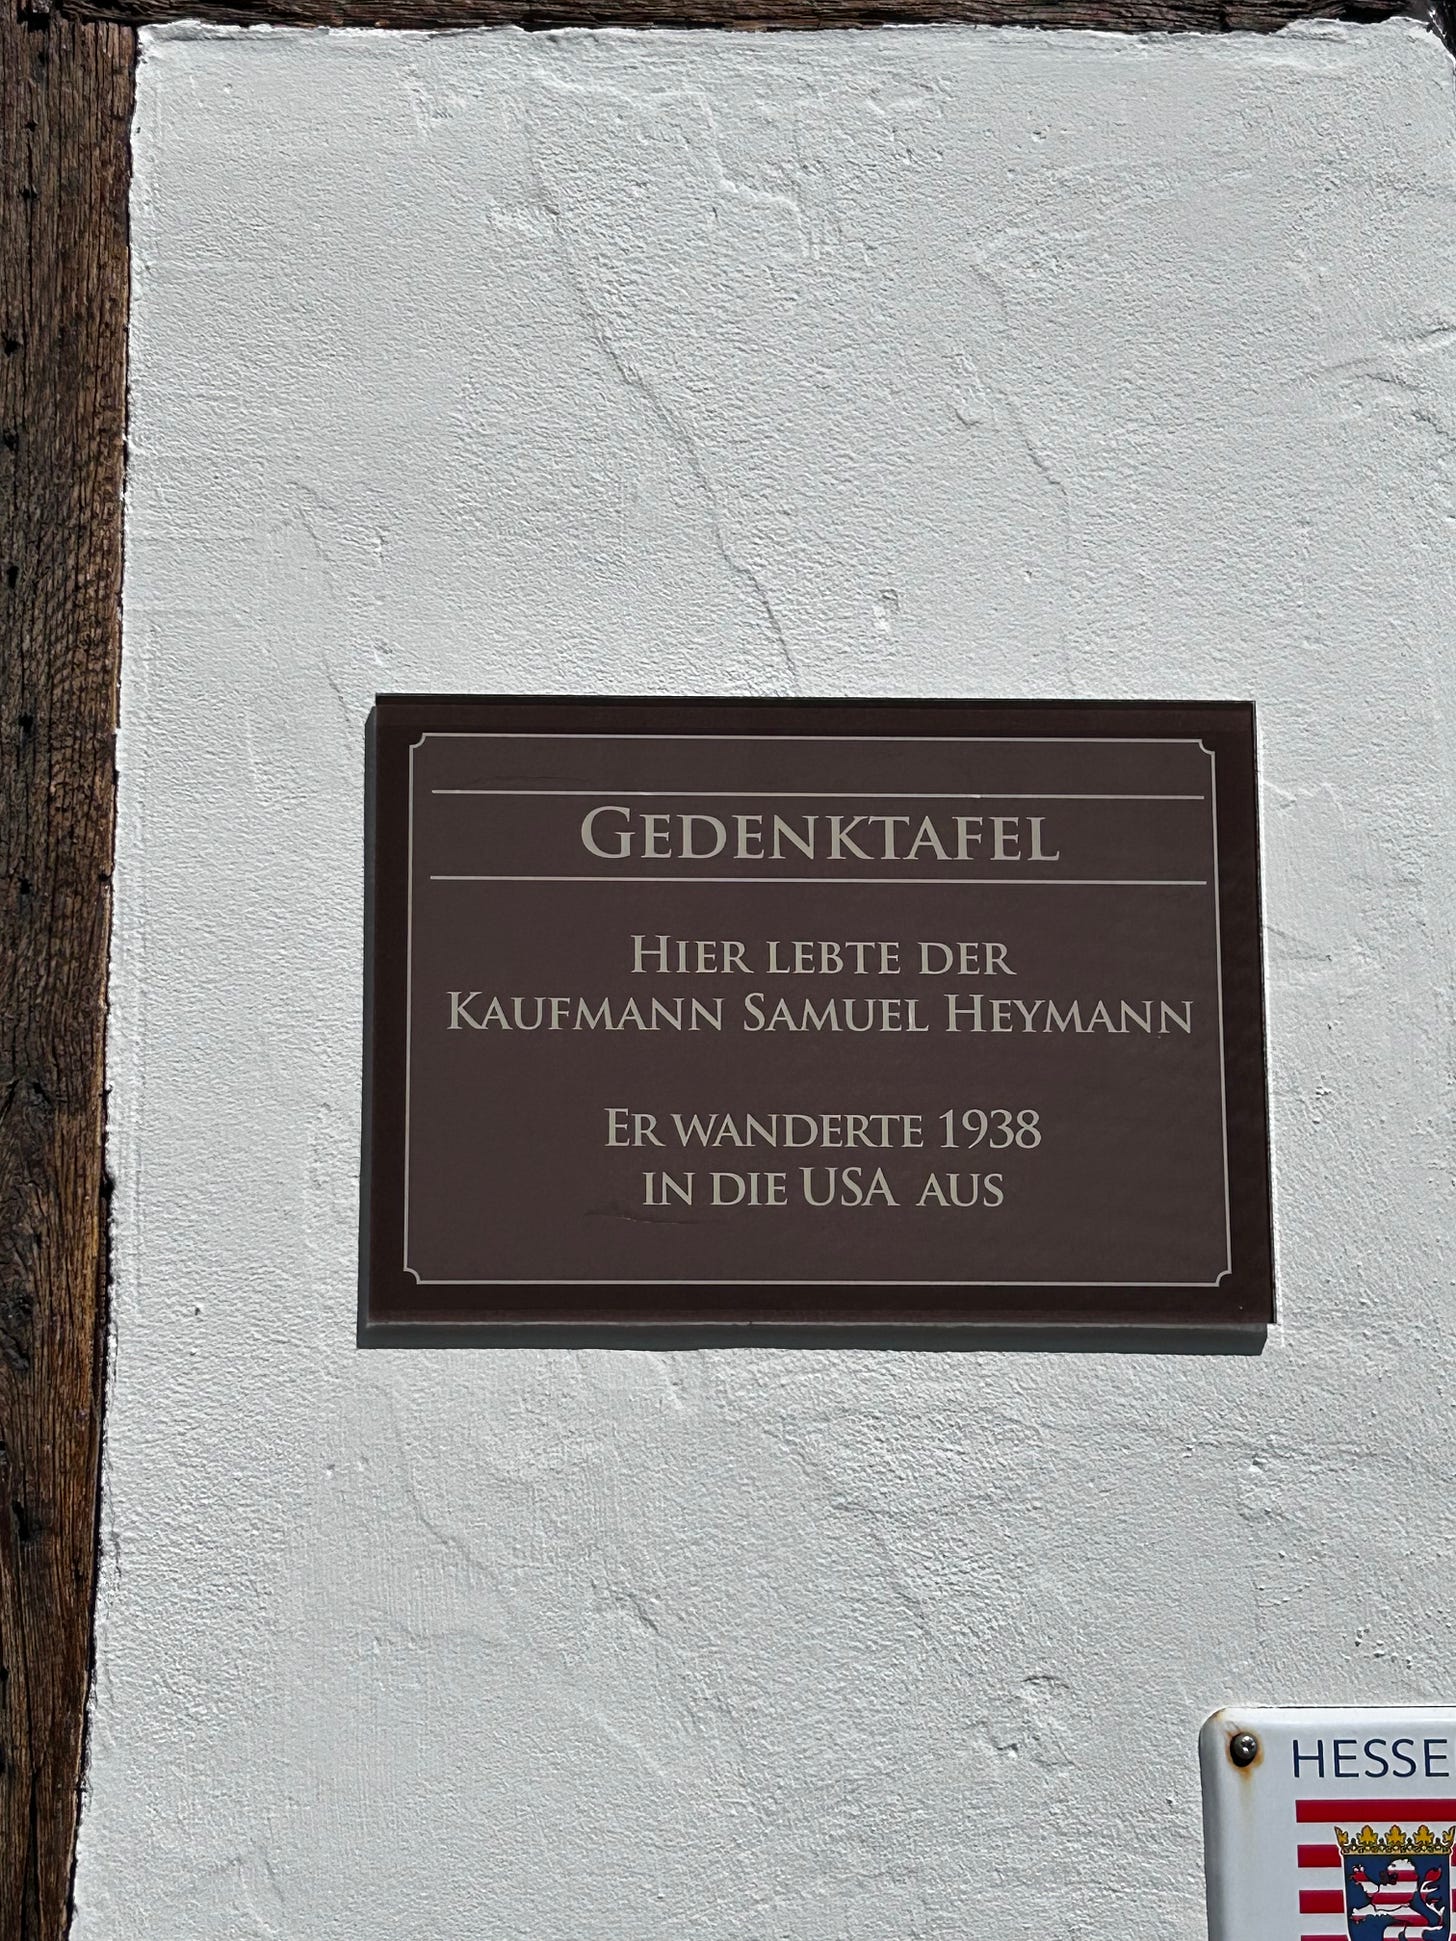 GEDENKTAFEL
HIER LEBTE DER
KAUFMANN SAMUEL HEYMANN
ER WANDERTE 1938
IN DIE USA AUS
HESSE